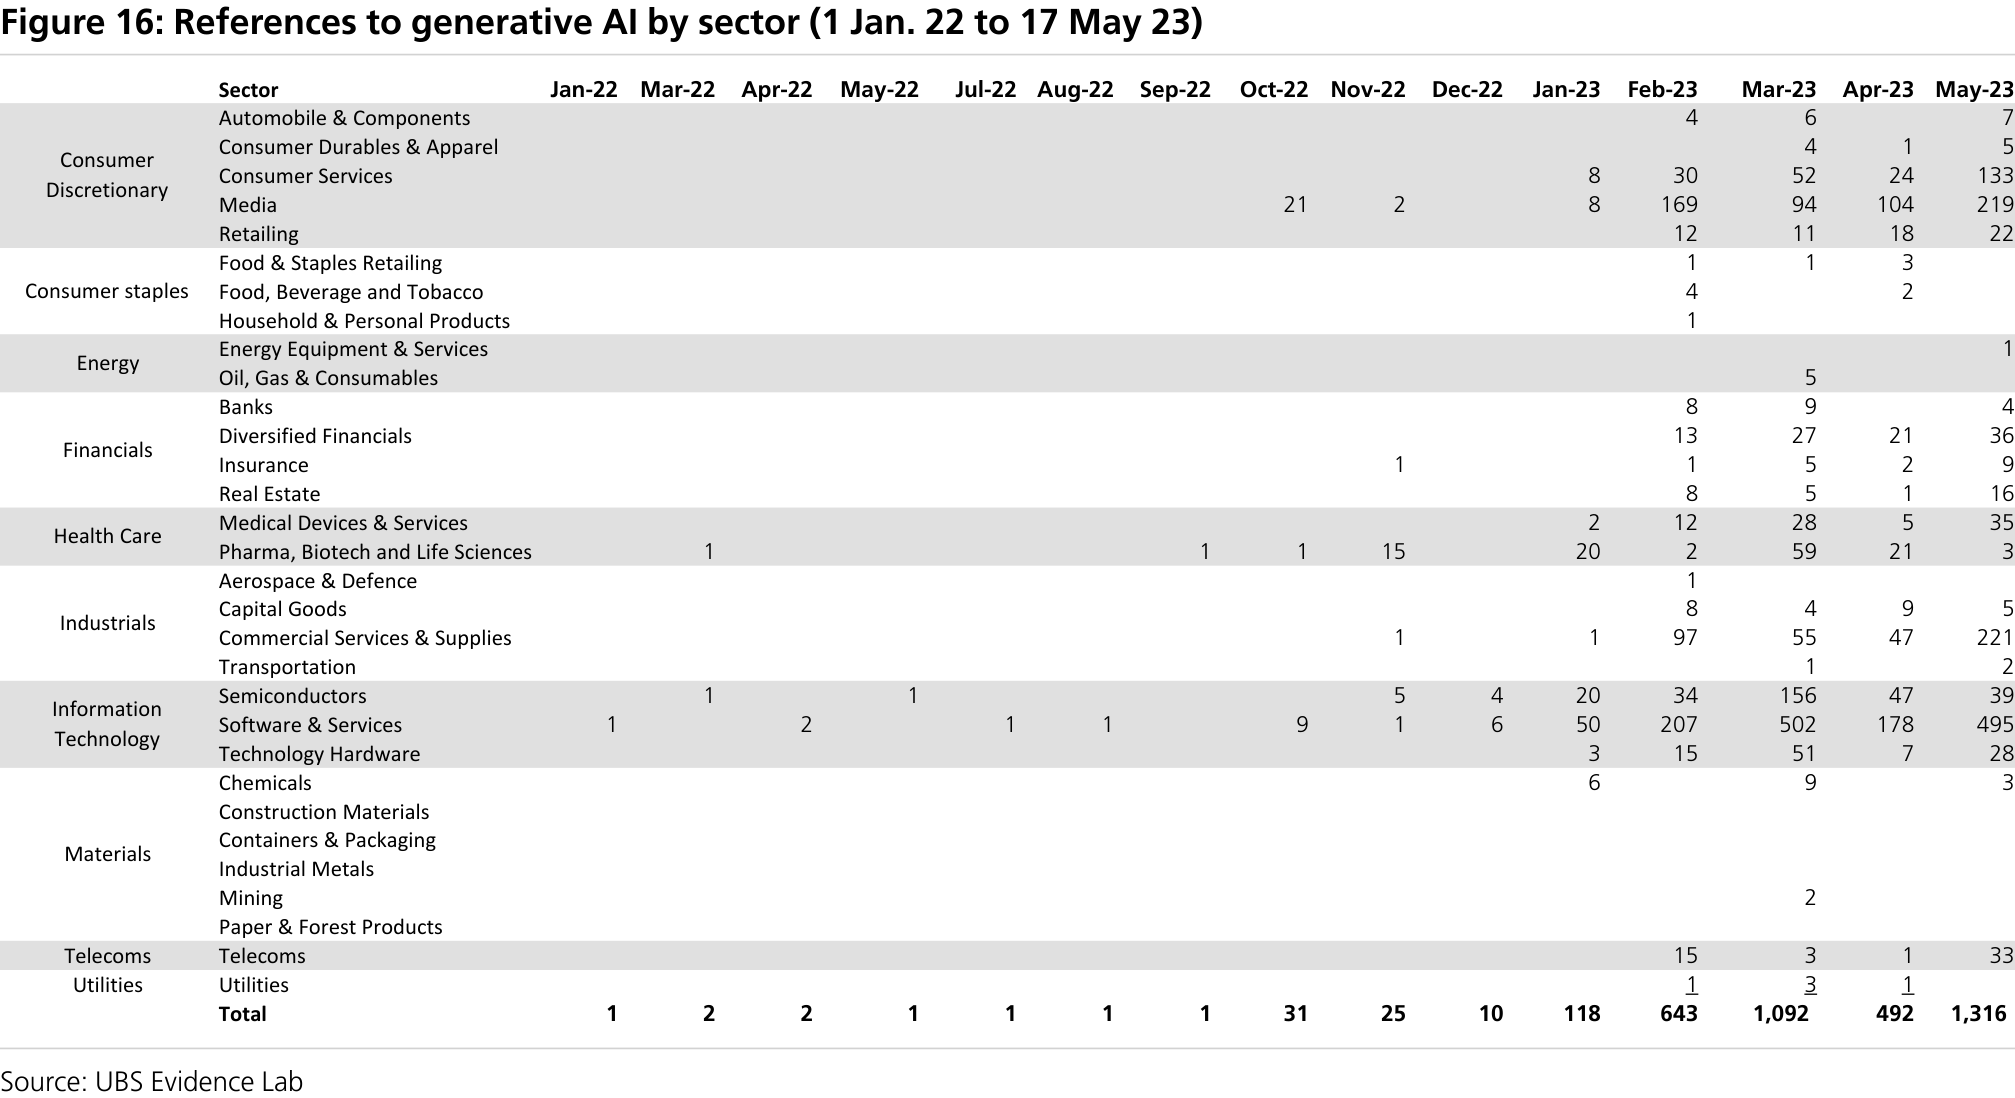 Figure 16: References to generative AI by sector (1 Jan. 22 to 17 May 23)
Sector Jan-22 Mar-22 Apr-22 May-22 Jul-22 Aug-22 Sep-22 Oct-22 Nov-22 Dec-22 Jan-23 Feb-23 Mar-23 Apr-23 May-23
Consumer Discretionary
Automobile & Components 4 6 7
Consumer Durables & Apparel 4 1 5
Consumer Services 8 30 52 24 133
Media 21 2 8 169 94 104 219
Retailing 12 11 18 22
Consumer staples
Food & Staples Retailing 1 1 3
Food, Beverage and Tobacco 4 2
Household & Personal Products 1
Energy
Energy Equipment & Services 1
Oil, Gas & Consumables 5
Financials
Banks 8 9 4
Diversified Financials 13 27 21 36
Insurance 1 1 5 2 9
Real Estate 8 5 1 16
Health Care
Medical Devices & Services 2 12 28 5 35
Pharma, Biotech and Life Sciences 1 1 1 15 20 2 59 21 3
Industrials
Aerospace & Defence 1
Capital Goods 8 4 9 5
Commercial Services & Supplies 1 1 97 55 47 221
Transportation 1 2
Information Technology
Semiconductors 1 1 5 4 20 34 156 47 39
Software & Services 1 2 1 1 9 1 6 50 207 502 178 495
Technology Hardware 3 15 51 7 28
Materials
Chemicals 6 9 3
Construction Materials
Containers & Packaging
Industrial Metals
Mining 2
Paper & Forest Products
Telecoms Telecoms 15 3 1 33
Utilities Utilities 1 3 1
Total 1 2 2 1 1 1 1 31 25 10 118 643 1,092 492 1,316
Source: UBS Evidence Lab